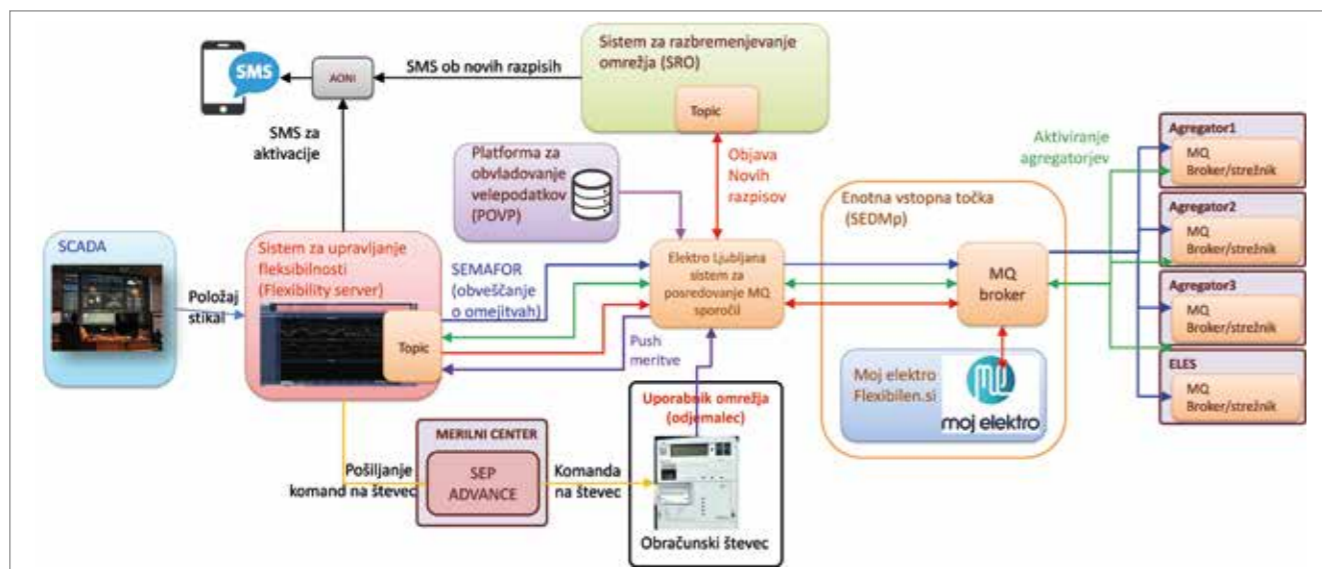 Sistem za razbremenjevanje
omrežja (SRO)
Topic
SMS
AONI
SMS ob novih razpisih
SMS za
aktivacije
Platforma za
obvladovanje
velepodatkov
(POVP)
Objava
Novih
razpisov
Aktiviranje
agregatorjev
Enotna vstopna točka
(SEDMp)
MQ
broker
Agregator1
MQ
Broker/strežnik
Agregator2
MQ
Broker/strežnik
Agregator3
MQ
Broker/strežnik
ELES
MQ
Broker/strežnik
SCADA
Položaj
stikal
Sistem za upravljanje
fleksibilnosti
(Flexibility server)
Topic
SEMAFOR
(obveščanje
o omejitvah)
Elektro Ljubljana
sistem za
posredovanje MQ
sporočil
Push
meritve
Moj elektro
Flexibilen.si
moj elektro
Uporabnik omrežja
(odjemalec)
MERILNI CENTER
SEP
ADVANCE
Pošiljanje
komand na števec
Komanda
na števec
Obračunski števec